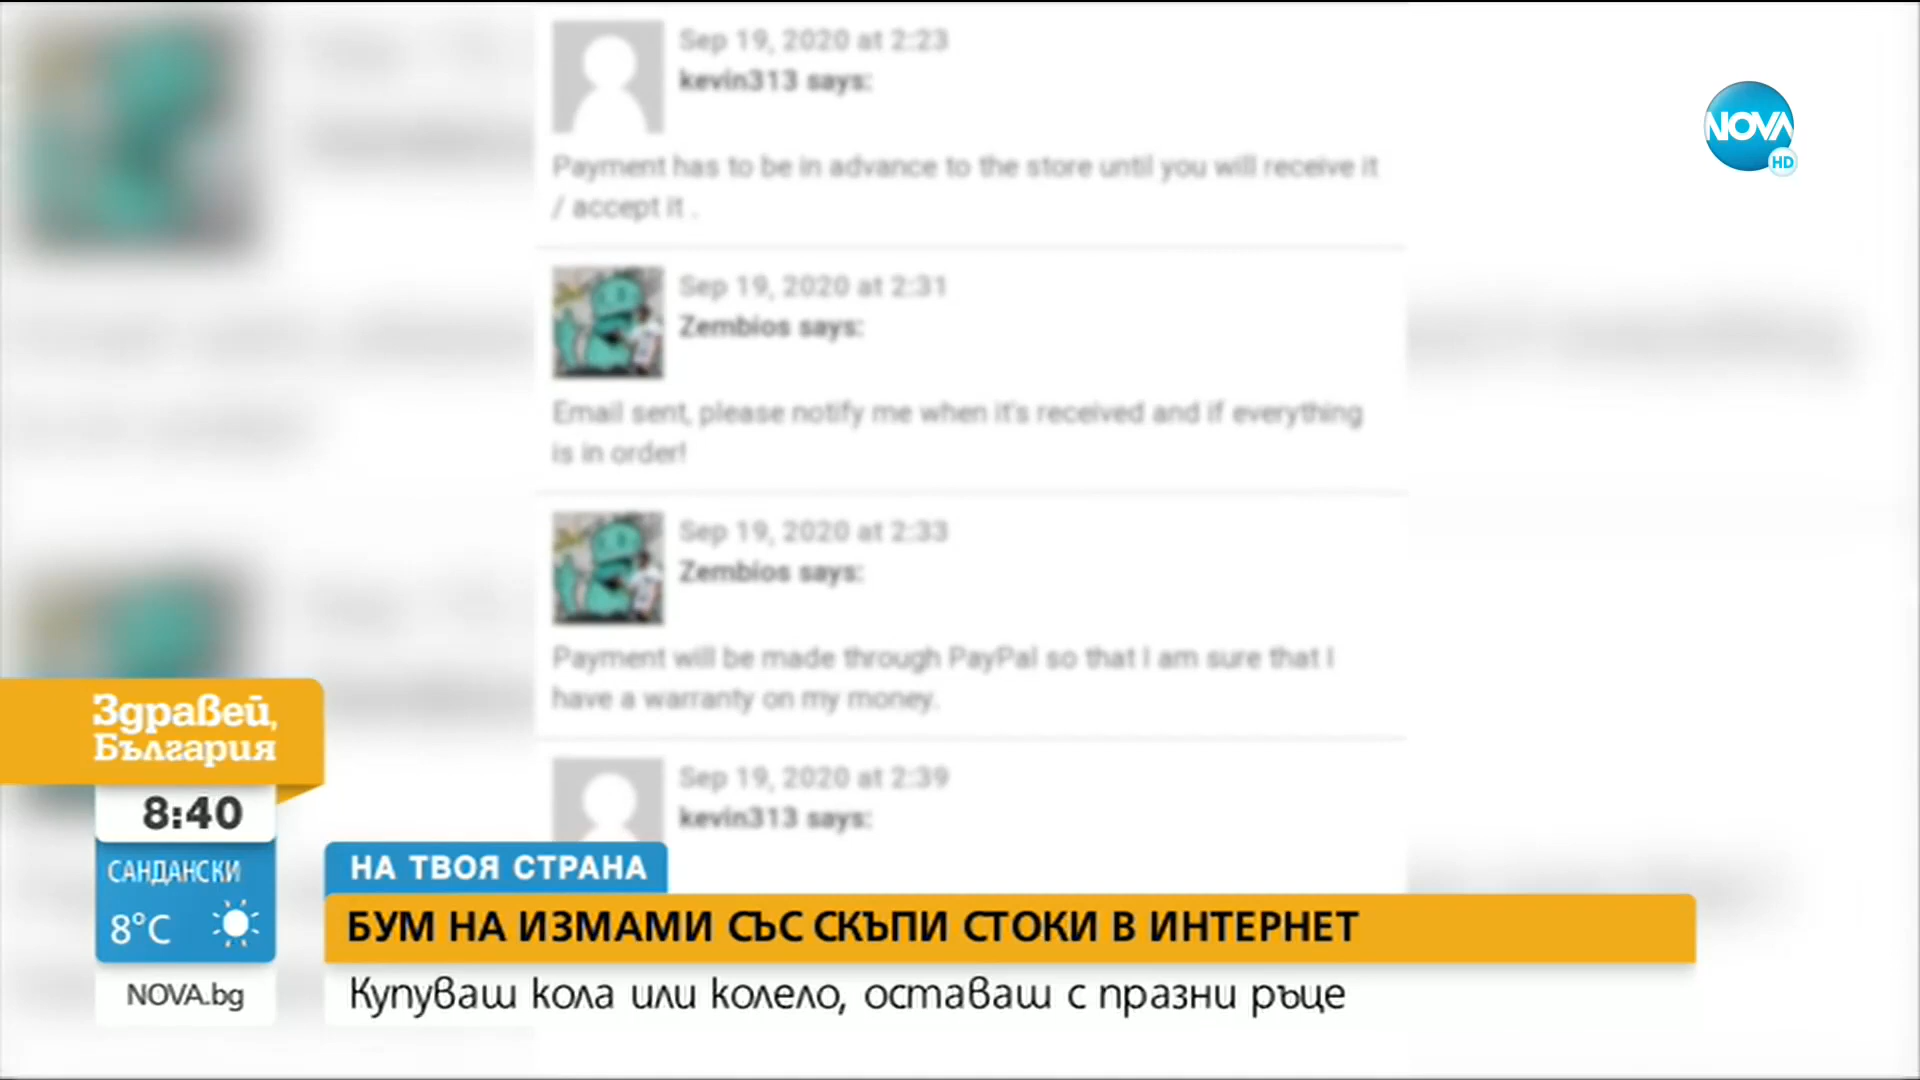 Sep 19, 2020 at 2:23
kevin313 says:
Payment has to be in advance to the store until you will receive it
/ accept it .
Sep 19, 2020 at 2:31
Zembios says:
Email sent, please notify me when it's received and if everything
is in order!
Sep 19, 2020 at 2:33
Zembios says:
Payment will be made through PayPal so that I am sure that I
have a warranty on my money.
Sep 19, 2020 at 2:39
kevin313 says:
NOVA
HD
Здравей,
България
8:40
САНДАНСКИ
8°C
NOVA.bg
НА ТВОЯ СТРАНА
БУМ НА ИЗМАМИ СЪС СКЪПИ СТОКИ В ИНТЕРНЕТ
Купуваш кола или колело, оставаш с празни ръце